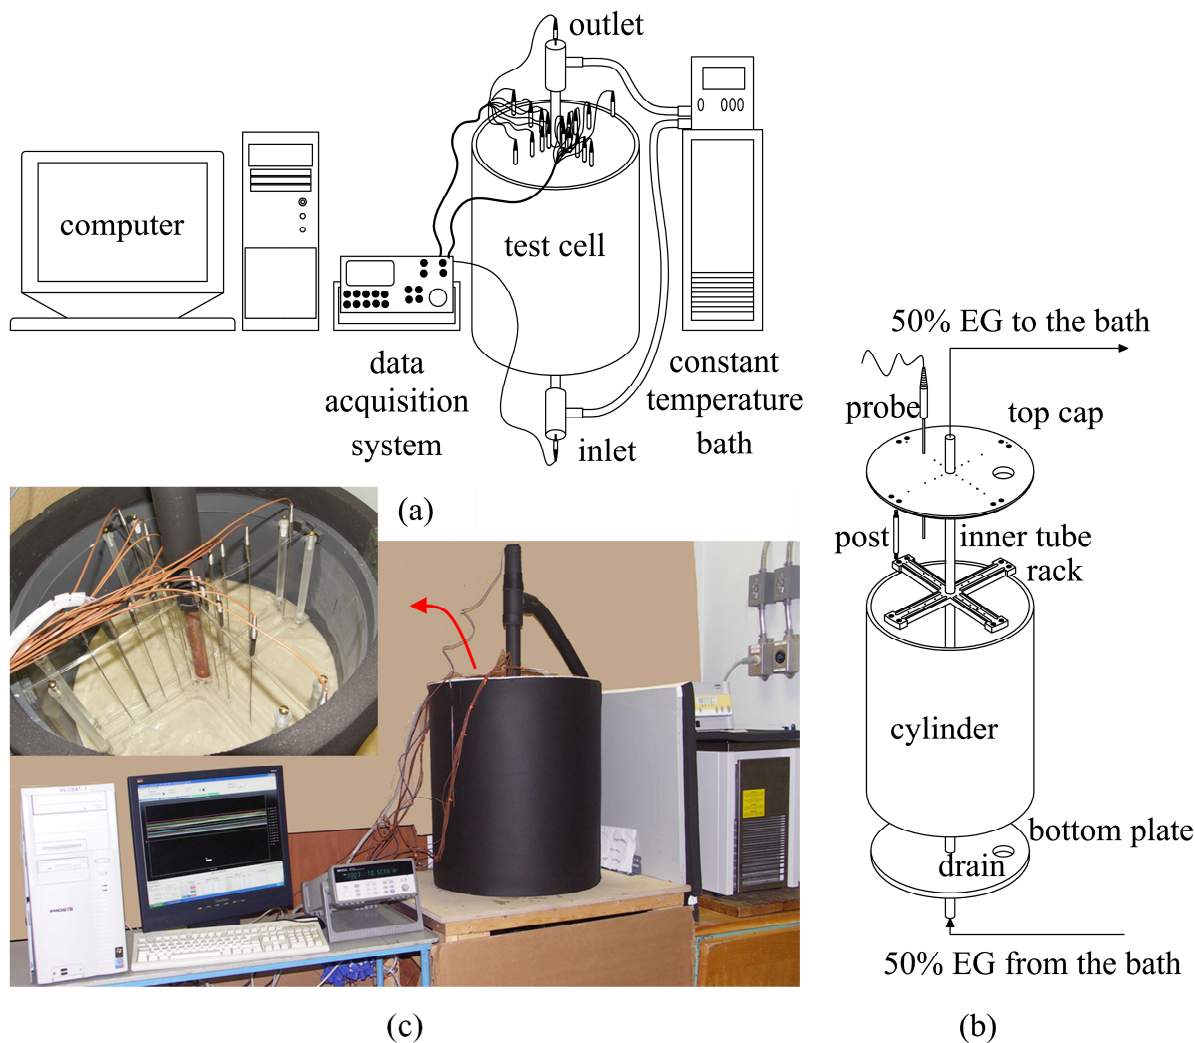 outlet
computer
test cell
data
acquisition
system
inlet
constant
temperature
bath
(a)
50% EG to the bath
probe
top cap
post
inner tube
rack
cylinder
bottom plate
drain
50% EG from the bath
(b)
(c)